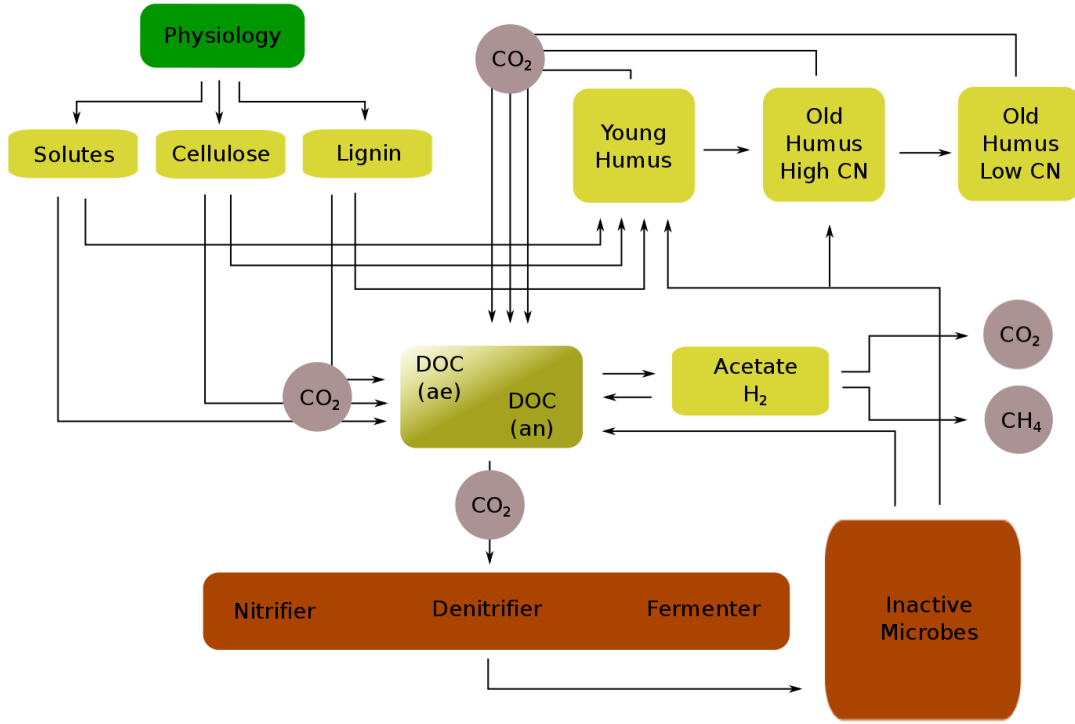 Physiology
CO₂
Solutes
Cellulose
Lignin
Young
Humus
Old
Humus
High CN
Old
Humus
Low CN
CO₂
DOC
(ae)
DOC
(an)
Acetate
H₂
CO₂
CH₄
CO₂
Nitrifier
Denitrifier
Fermenter
Inactive
Microbes